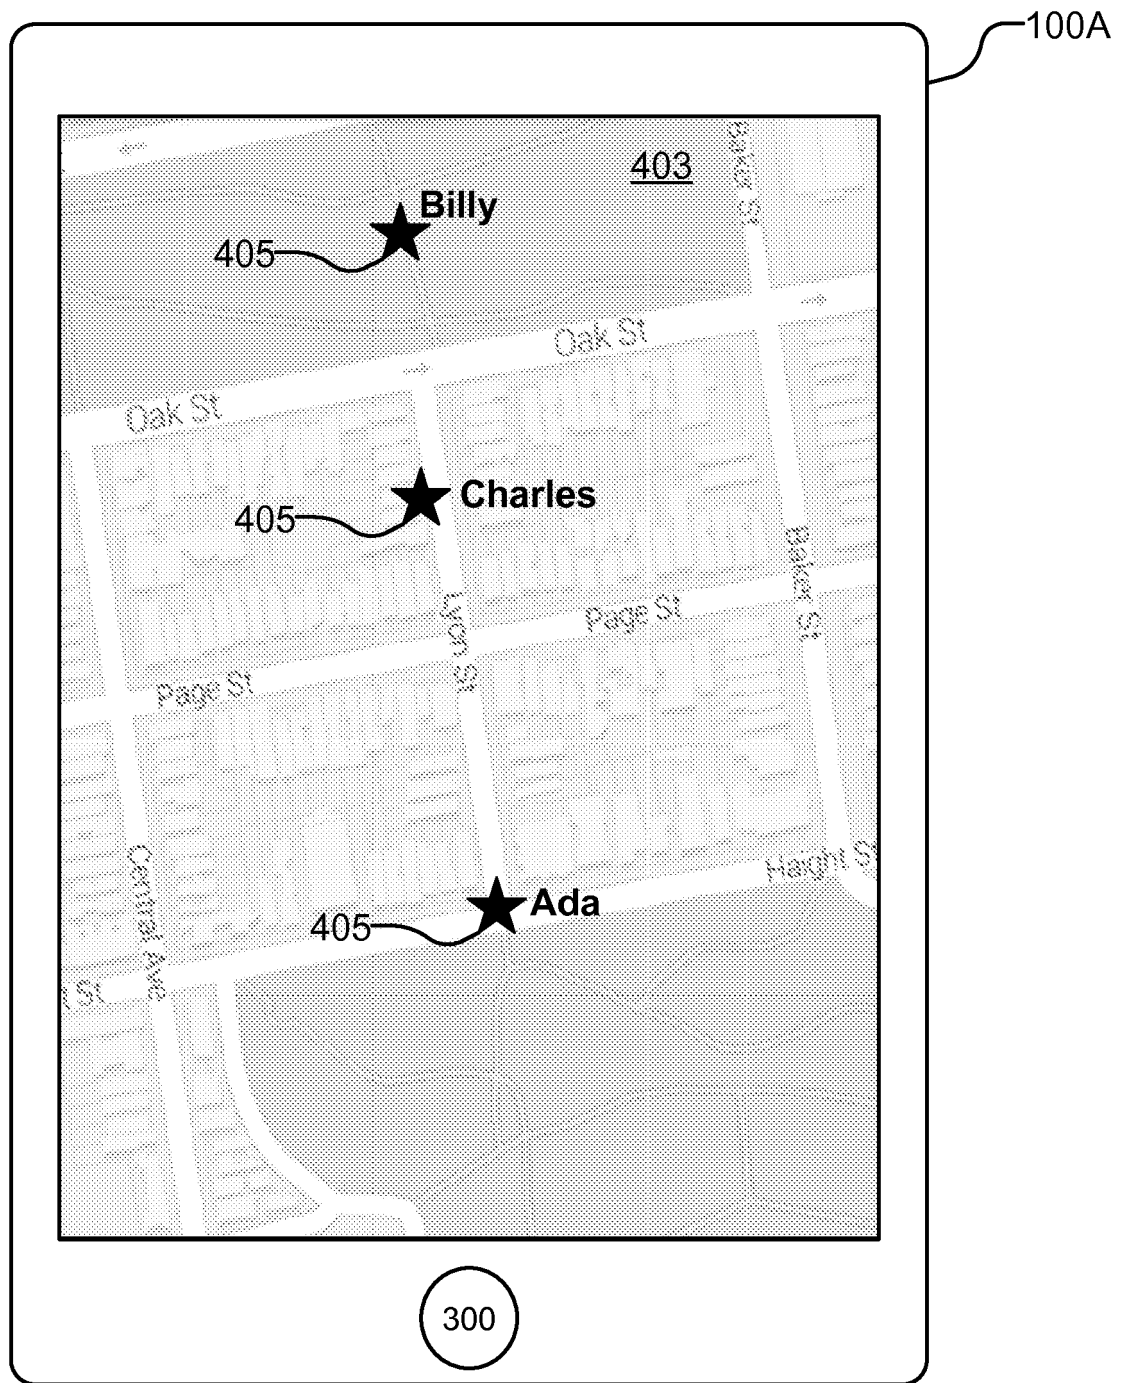 100A
403
Baker St
Billy
405
Oak St
Oak St
Charles
405
Baker St
Lyon St
Page St
Page St
Haight St
Central Ave
Ada
405
t St
300